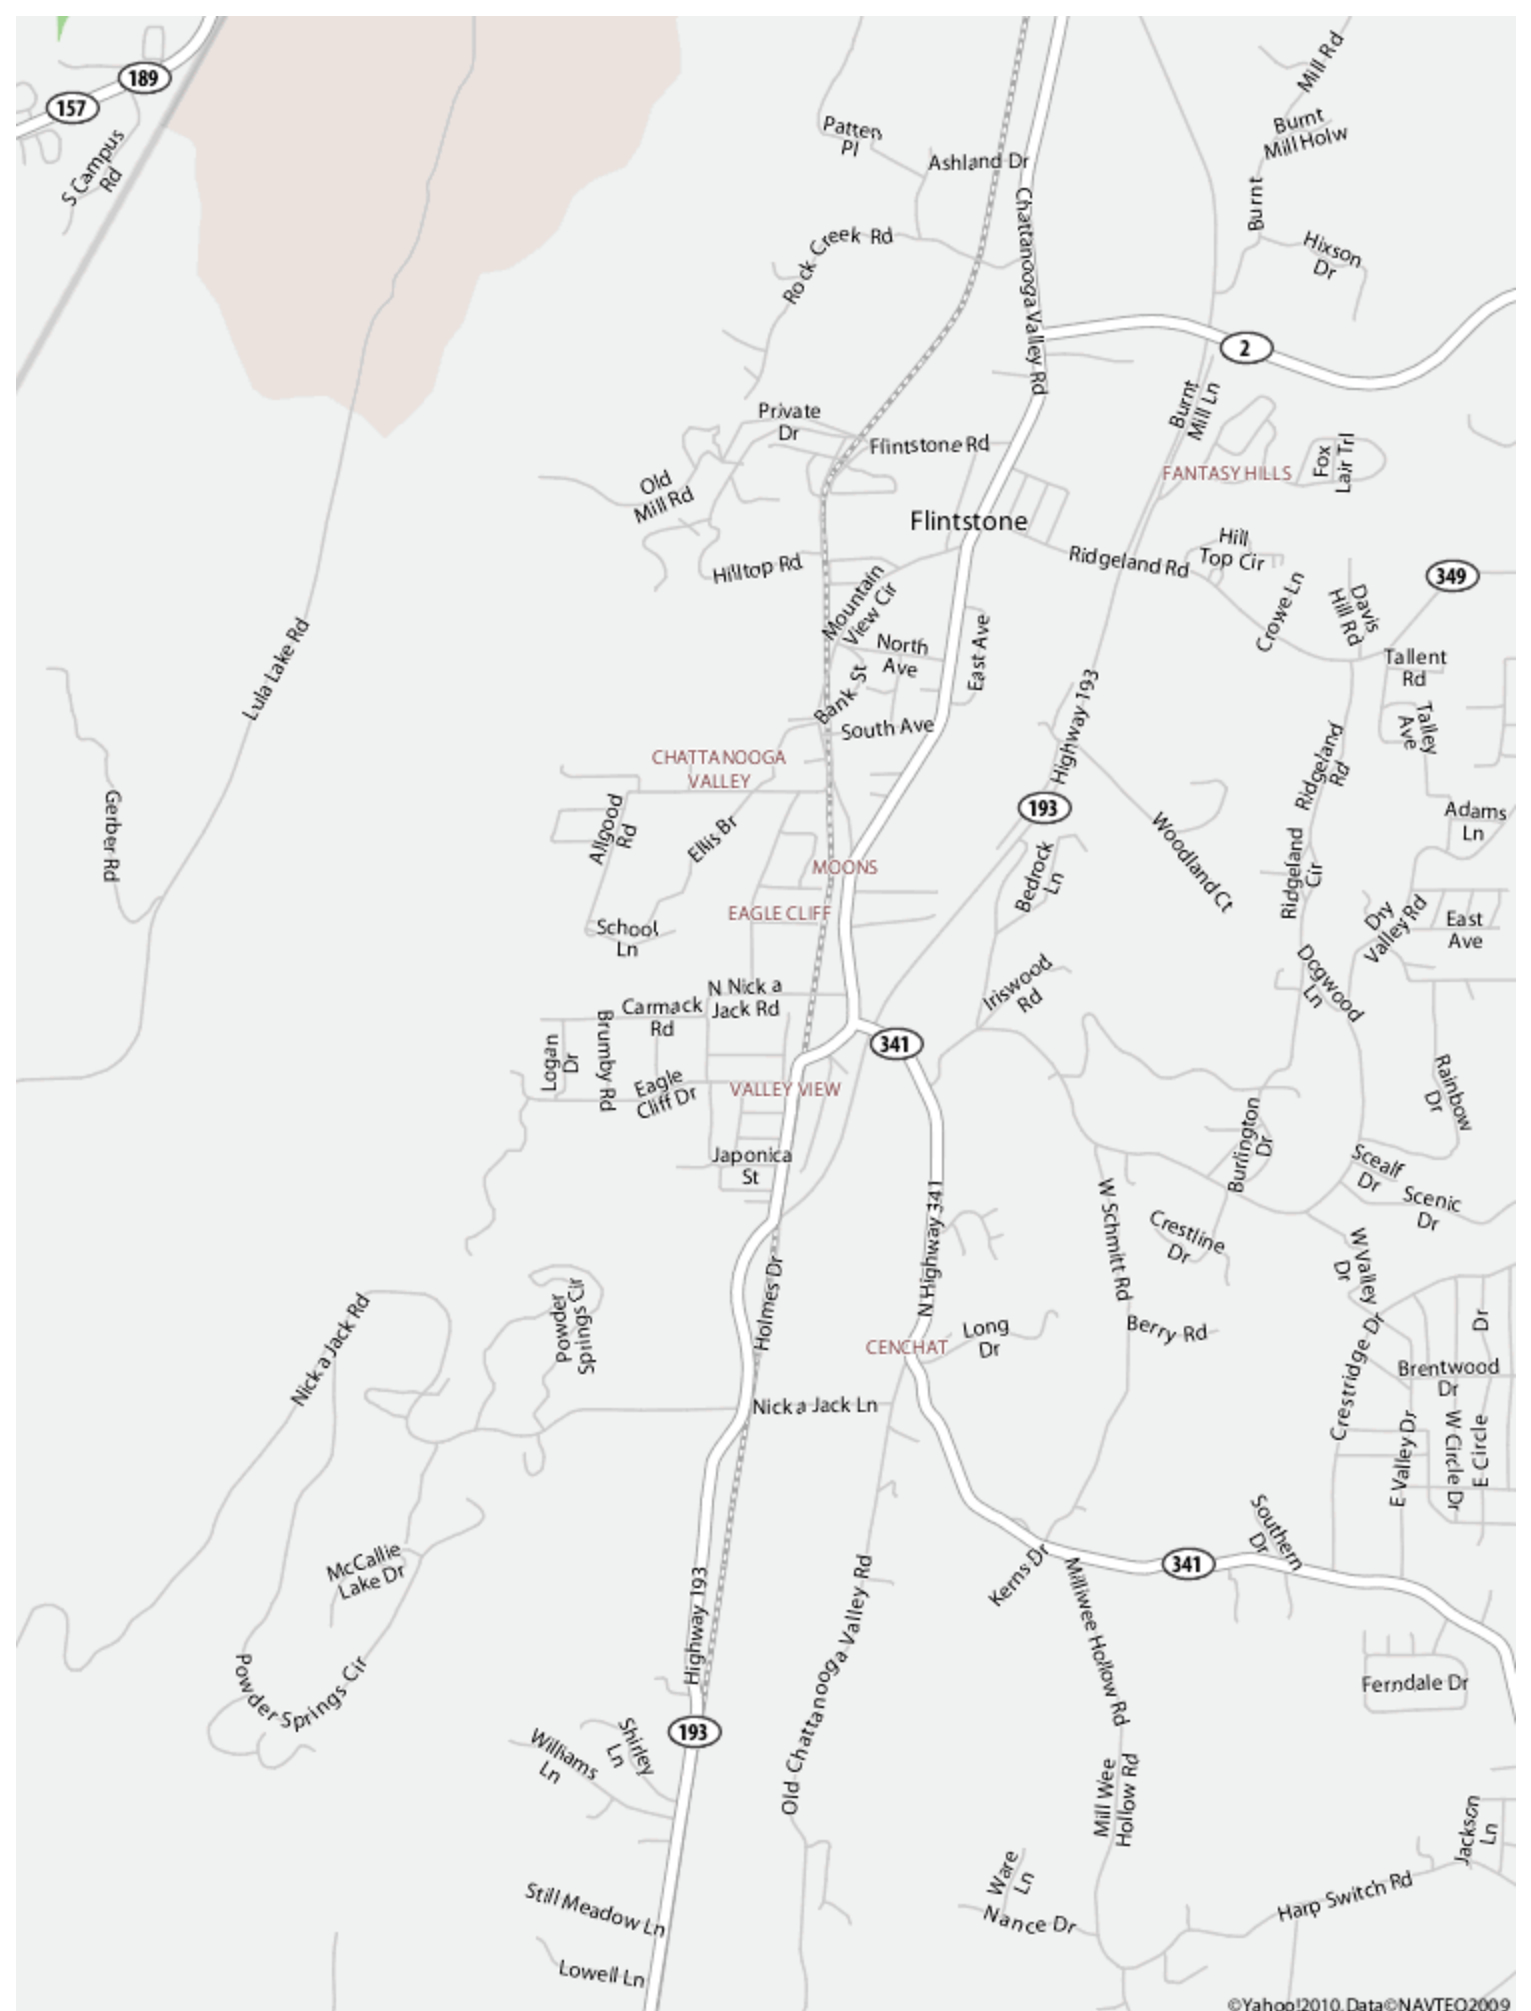 189
157
S Campus
Rd
Patten
Pl
Ashland Dr
Mill Rd
Burnt
Mill Holw
Burnt
Hixson
Dr
Rock Creek Rd
Chattanooga Valley Rd
2
Burnt
Mill Ln
Private
Dr
Flintstone Rd
FANTASY HILLS
Fox
Lair Trl
Old
Mill Rd
Flintstone
Hilltop Rd
Ridgeland Rd
Hill
Top Cir
349
Mountain
View Cir
Crowe Ln
Davis
Hill Rd
North
Ave
East Ave
Tallent
Rd
Lula Lake Rd
Bank St
South Ave
Highway 193
Talley
Ave
Ridgeland
Rd
CHATTANOOGA
VALLEY
193
Gerber Rd
Allgood
Rd
Ellis Br
Adams
Ln
Woodland Ct
MOONS
Bedrock
Ln
Ridgeland
Cir
EAGLE CLIFF
Dry
Valley Rd
East
Ave
School
Ln
Iriswood
Rd
Dogwood
Ln
N Nick a
Jack Rd
Carmack
Rd
341
Logan
Dr
Brumby Rd
Eagle
Cliff Dr
VALLEY VIEW
Rainbow
Dr
Burlington
Dr
Japonica
St
Scealf
Dr
Scenic
Dr
W Schmitt Rd
Crestline
Dr
N Highway 341
W Valley
Dr
Holmes Dr
Powder
Springs Cir
Nick a Jack Rd
Long
Dr
Berry Rd
CENCHAT
Dr
Crestridge Dr
Brentwood
Dr
Nick a Jack Ln
E Valley Dr
W Circle Dr
E Circle
Southern
Dr
McCallie
Lake Dr
Kerns Dr
341
Highway 193
Old Chattanooga Valley Rd
Milliwee Hollow Rd
Powder Springs Cir
Ferndale Dr
193
Shirley
Ln
Williams
Ln
Mill Wee
Hollow Rd
Jackson
Ln
Ware
Ln
Nance Dr
Harp Switch Rd
Still Meadow Ln
Lowell Ln
©Yahoo!2010, Data©NAVTEQ2009